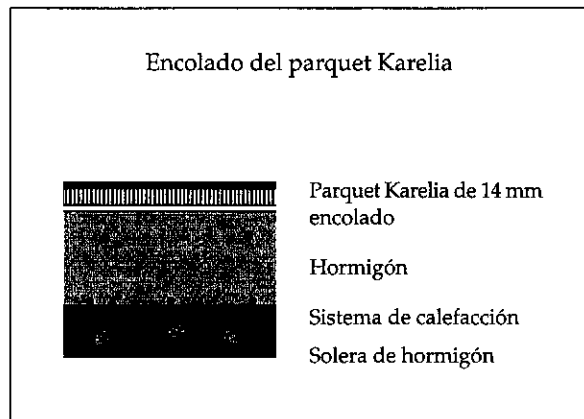 Encolado del parquet Karelia
Parquet Karelia de 14 mm
encolado
Hormigón
Sistema de calefacción
Solera de hormigón